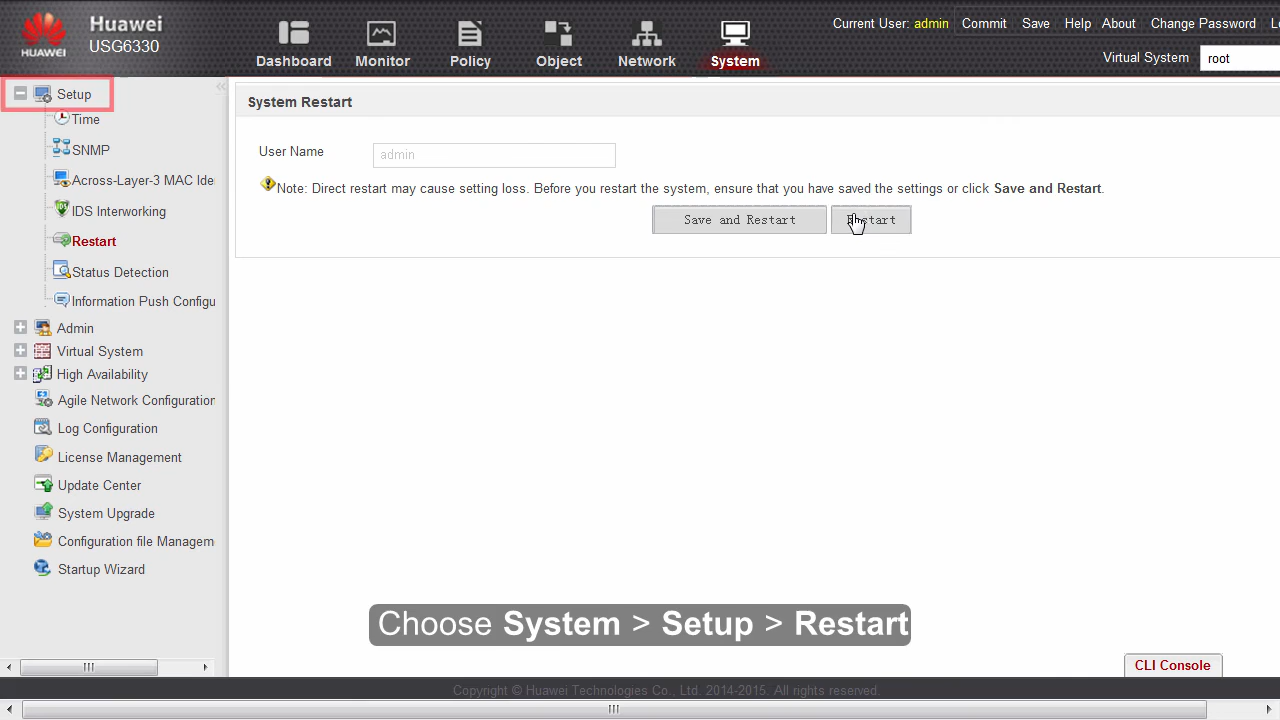 HUAWEI
Huawei
USG6330
Dashboard
Monitor
Policy
Object
Network
System
Current User: admin
Commit
Save
Help
About
Change Password
Virtual System
root
Setup
Time
SNMP
Across-Layer-3 MAC Ide
IDS Interworking
Restart
Status Detection
Information Push Configu
Admin
Virtual System
High Availability
Agile Network Configuration
Log Configuration
License Management
Update Center
System Upgrade
Configuration file Managem
Startup Wizard
System Restart
User Name
admin
Note: Direct restart may cause setting loss. Before you restart the system, ensure that you have saved the settings or click Save and Restart.
Save and Restart
Restart
Choose System > Setup > Restart
CLI Console
Copyright © Huawei Technologies Co., Ltd. 2014-2015. All rights reserved.